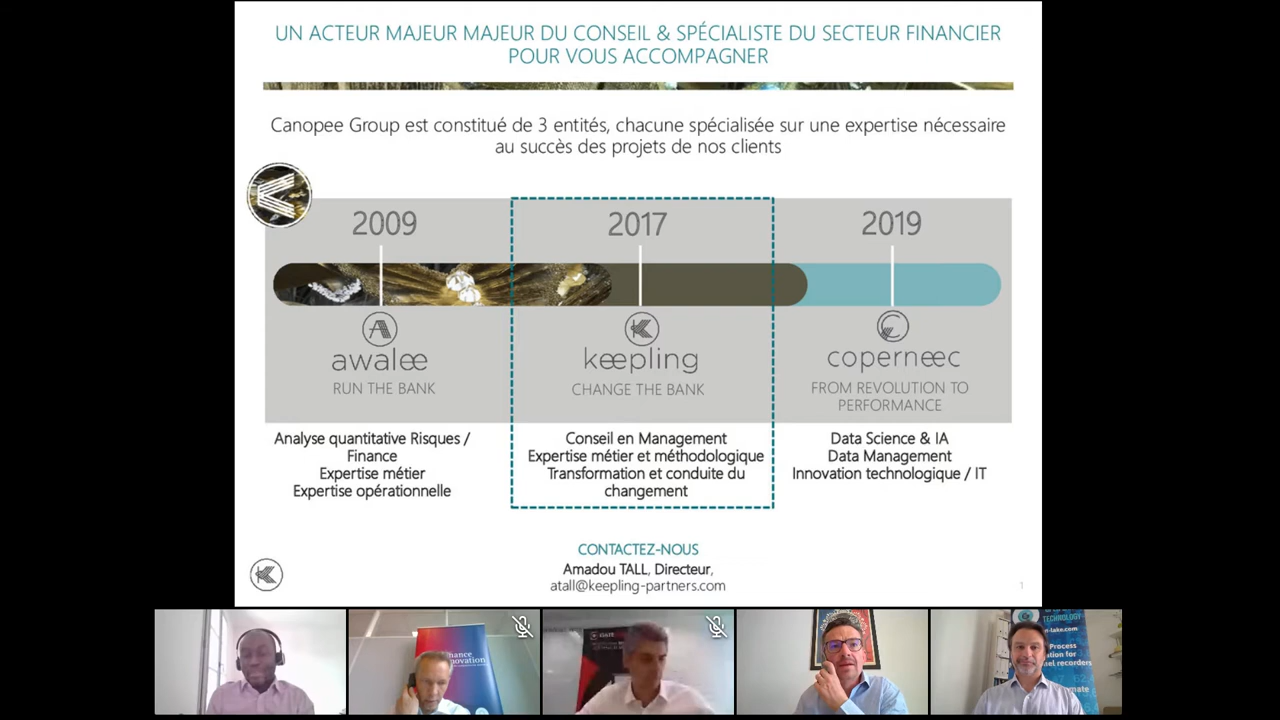 UN ACTEUR MAJEUR MAJEUR DU CONSEIL & SPÉCIALISTE DU SECTEUR FINANCIER
POUR VOUS ACCOMPAGNER
Canopee Group est constitué de 3 entités, chacune spécialisée sur une expertise nécessaire
au succès des projets de nos clients
2009
2017
2019
awalee
keepling
coperneec
RUN THE BANK
CHANGE THE BANK
FROM REVOLUTION TO
PERFORMANCE
Analyse quantitative Risques /
Finance
Expertise métier
Expertise opérationnelle
Conseil en Management
Expertise métier et méthodologique
Transformation et conduite du
changement
Data Science & IA
Data Management
Innovation technologique / IT
CONTACTEZ-NOUS
Amadou TALL, Directeur,
atall@keepling-partners.com
1
GATE
TECHNOLOGY
Process